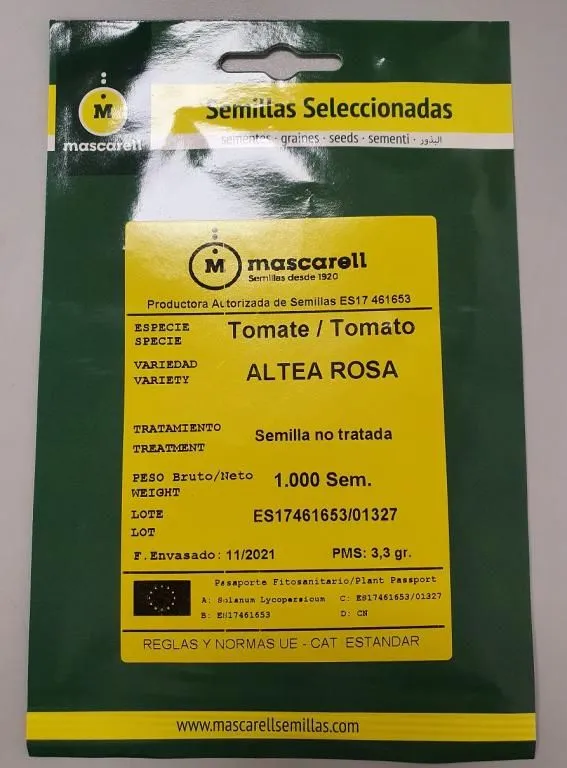 M
mascarell
Semillas Seleccionadas
sementes · graines · seeds · sementi · البذور
M mascarell
Semillas desde 1920
Productora Autorizada de Semillas ES17 461653
ESPECIE Tomate / Tomato
SPECIE
VARIEDAD ALTEA ROSA
VARIETY
TRATAMIENTO Semilla no tratada
TREATMENT
PESO Bruto/Neto 1.000 Sem.
WEIGHT
LOTE ES17461653/01327
LOT
F.Envasado: 11/2021 PMS: 3,3 gr.
Pasaporte Fitosanitario/Plant Passport
A: Solanum Lycopersicum C: ES17461653/01327
B: ES17461653 D: CN
REGLAS Y NORMAS UE - CAT ESTANDAR
www.mascarellsemillas.com